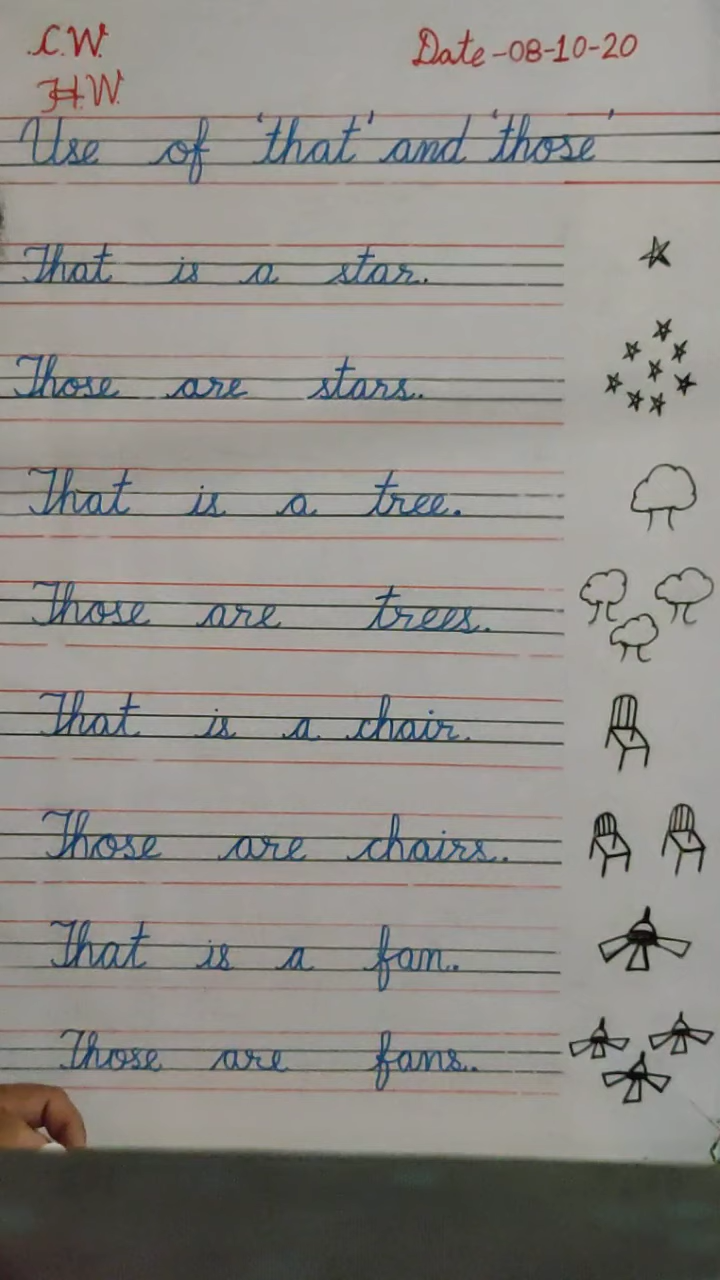 C.W. Date-08-10-20
H.W.
Use of 'that' and 'those'
That is a star.
Those are stars.
That is a tree.
Those are trees.
That is a chair.
Those are chairs.
That is a fan.
Those are fans.